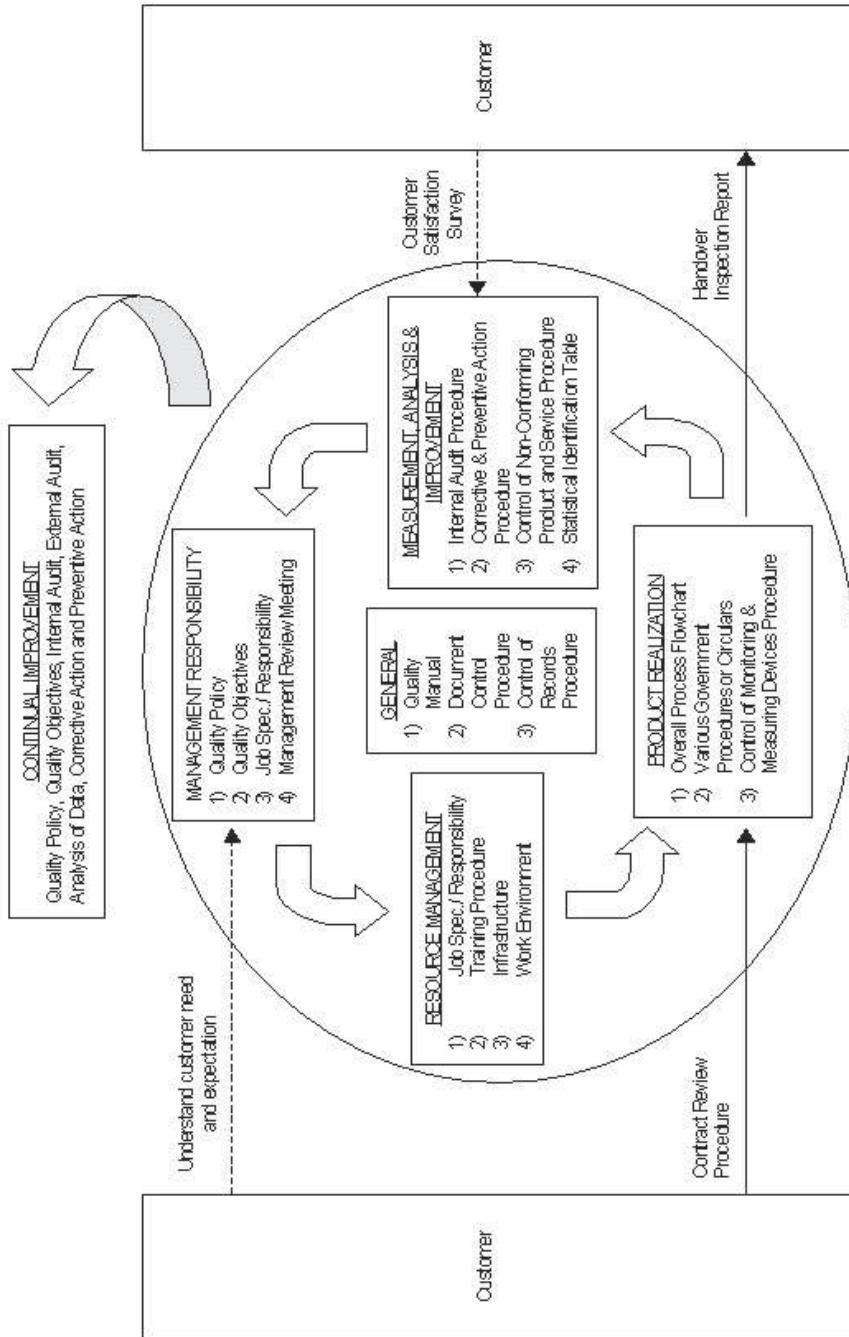 CONTINUAL IMPROVEMENT
Quality Policy, Quality Objectives, Internal Audit, External Audit,
Analysis of Data, Corrective Action and Preventive Action
Customer
Understand customer need
and expectation
MANAGEMENT RESPONSIBILITY
1) Quality Policy
2) Quality Objectives
3) Job Spec./ Responsibility
4) Management Review Meeting
RESOURCE MANAGEMENT
1) Job Spec./ Responsibility
2) Training Procedure
3) Infrastructure
4) Work Environment
GENERAL
1) Quality
Manual
2) Document
Control
Procedure
3) Control of
Records
Procedure
MEASUREMENT, ANALYSIS &
IMPROVEMENT
1) Internal Audit Procedure
2) Corrective & Preventive Action
Procedure
3) Control of Non-Conforming
Product and Service Procedure
4) Statistical Identification Table
Customer
Satisfaction
Survey
Customer
Contract Review
Procedure
PRODUCT REALIZATION
1) Overall Process Flowchart
2) Various Government
Procedures or Circulars
3) Control of Monitoring &
Measuring Devices Procedure
Handover
Inspection Report